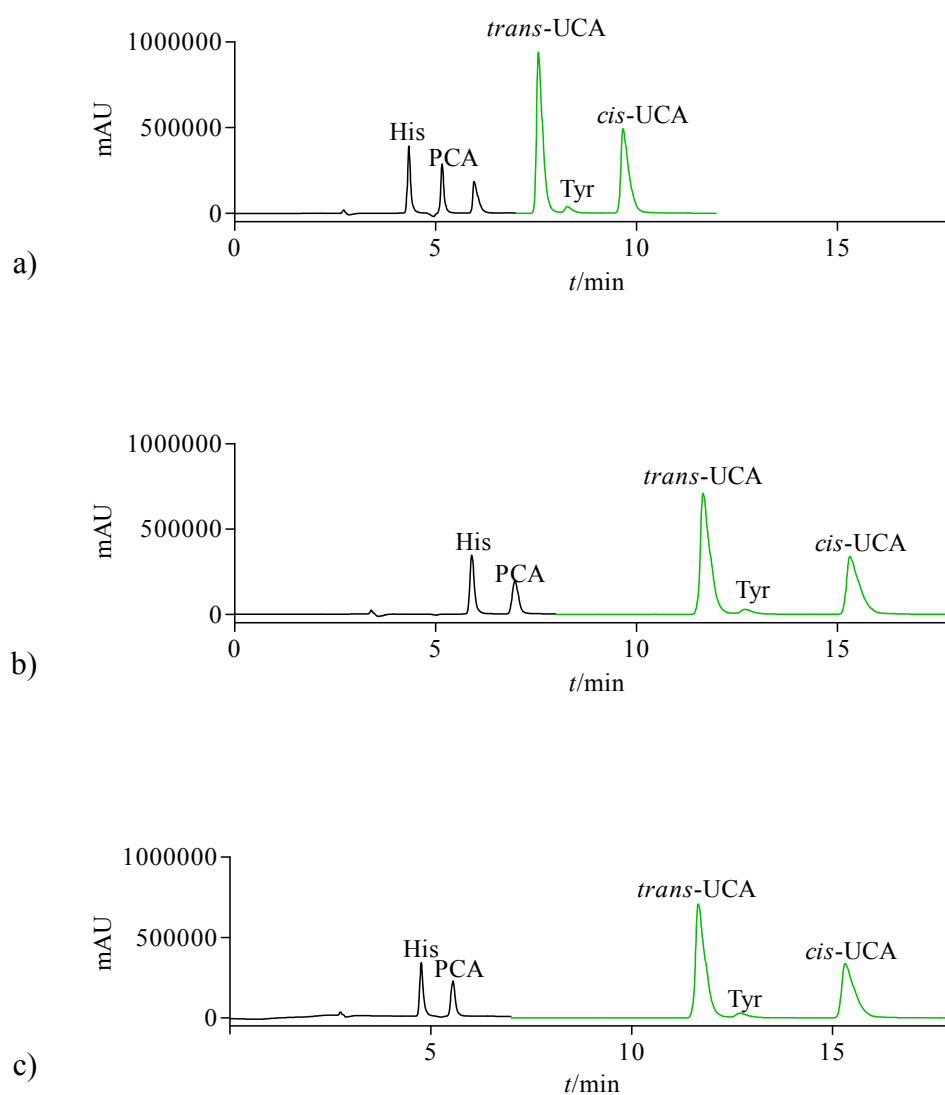 trans-UCA
1000000
cis-UCA
mAU
500000
His
PCA
Tyr
0
0 5 10 15
a)
t/min
1000000
trans-UCA
cis-UCA
mAU
500000
His
PCA
Tyr
0
0 5 10 15
b)
t/min
1000000
trans-UCA
cis-UCA
mAU
500000
His
PCA
Tyr
0
5 10 15
c)
t/min